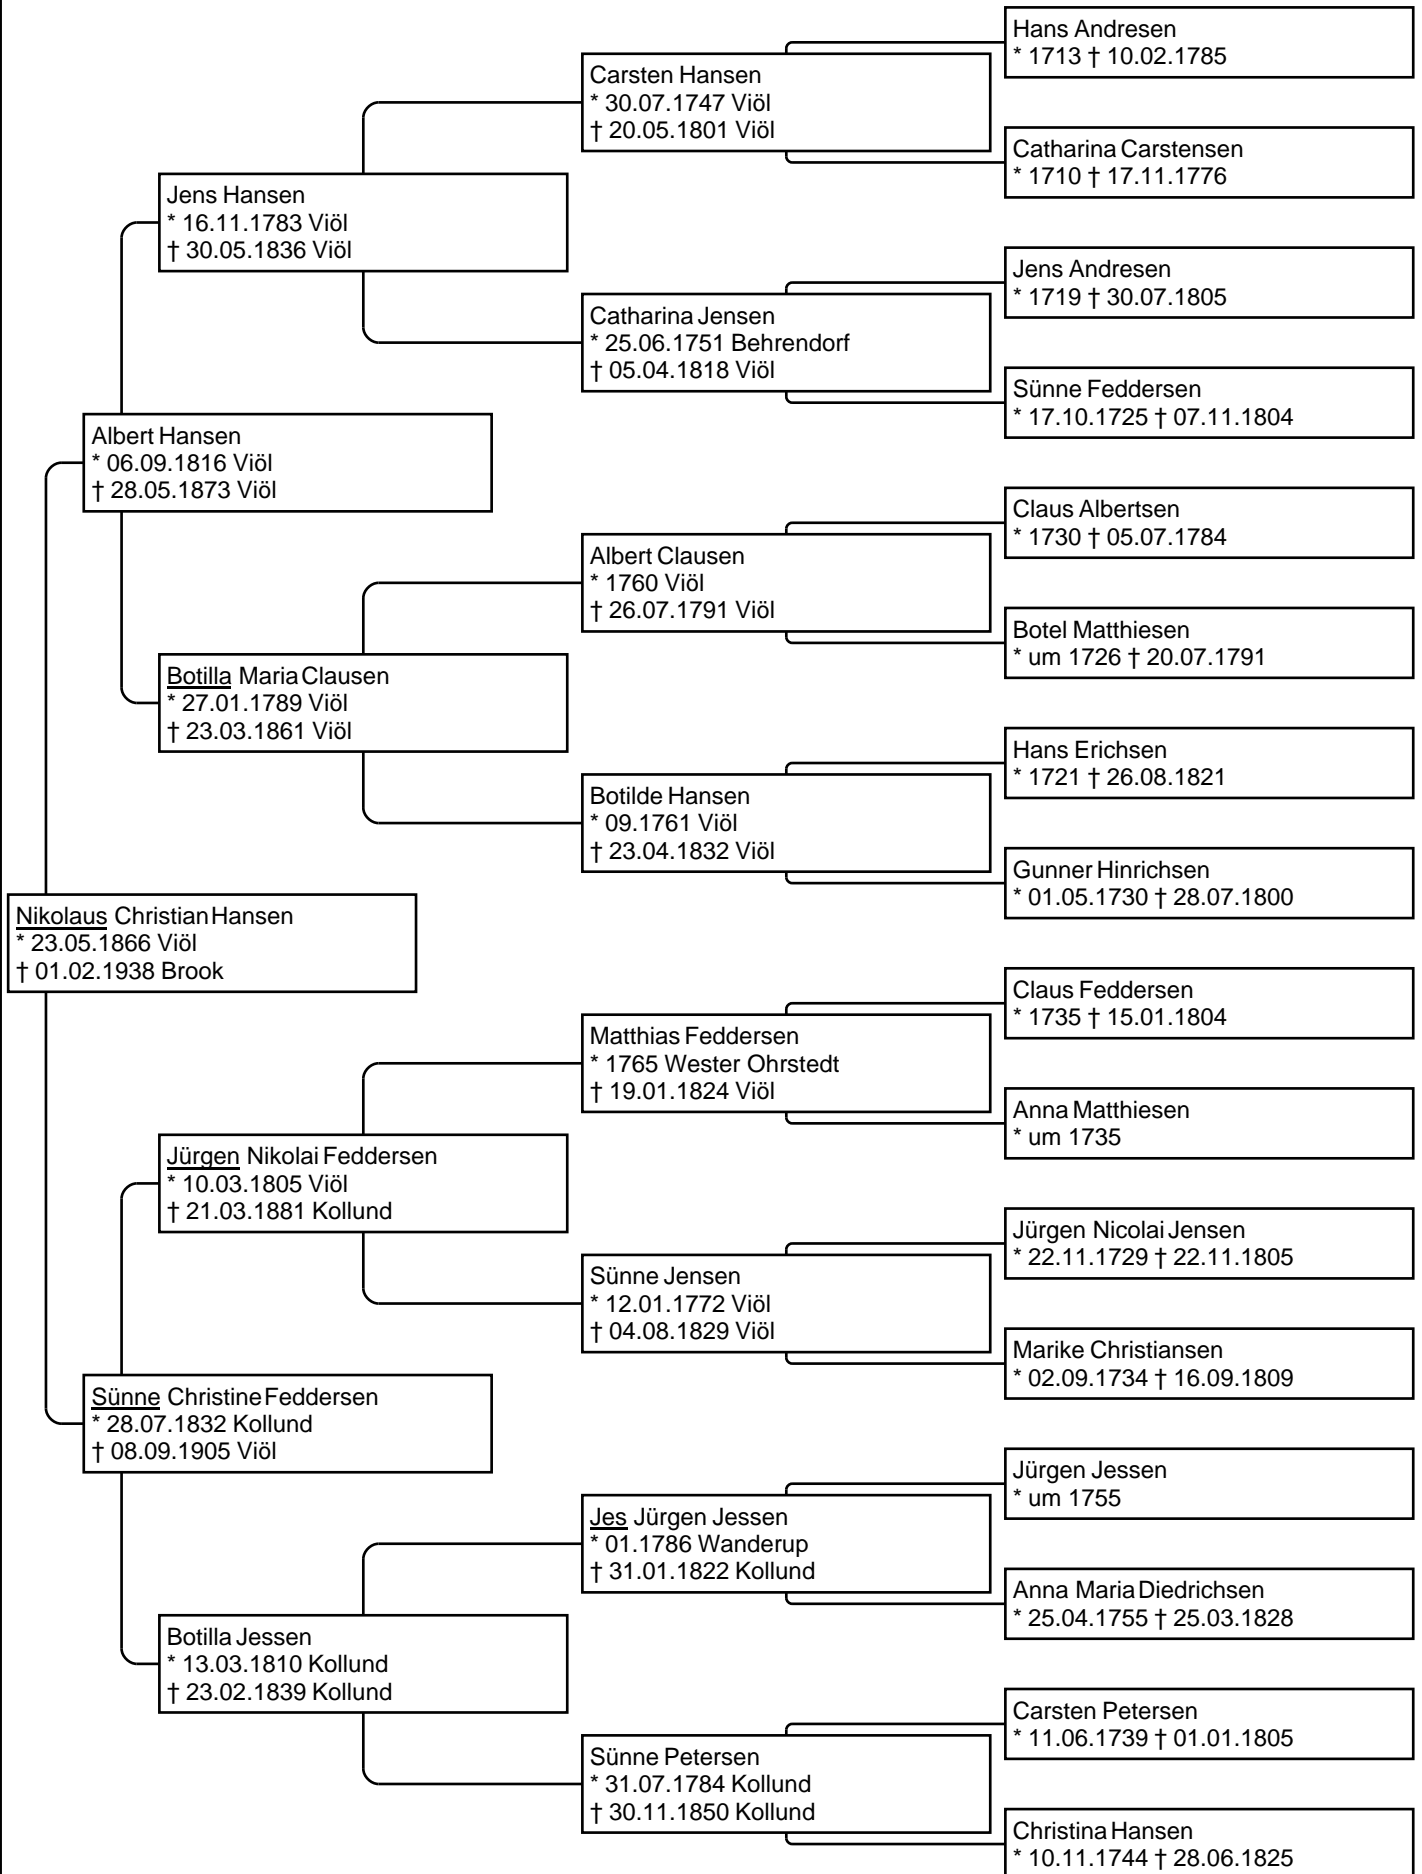 Hans Andresen
* 1713 † 10.02.1785
Carsten Hansen
* 30.07.1747 Viöl
† 20.05.1801 Viöl
Catharina Carstensen
* 1710 † 17.11.1776
Jens Hansen
* 16.11.1783 Viöl
† 30.05.1836 Viöl
Jens Andresen
* 1719 † 30.07.1805
Catharina Jensen
* 25.06.1751 Behrendorf
† 05.04.1818 Viöl
Sünne Feddersen
* 17.10.1725 † 07.11.1804
Albert Hansen
* 06.09.1816 Viöl
† 28.05.1873 Viöl
Claus Albertsen
* 1730 † 05.07.1784
Albert Clausen
* 1760 Viöl
† 26.07.1791 Viöl
Botel Matthiesen
* um 1726 † 20.07.1791
Botilla Maria Clausen
* 27.01.1789 Viöl
† 23.03.1861 Viöl
Hans Erichsen
* 1721 † 26.08.1821
Botilde Hansen
* 09.1761 Viöl
† 23.04.1832 Viöl
Gunner Hinrichsen
* 01.05.1730 † 28.07.1800
Nikolaus Christian Hansen
* 23.05.1866 Viöl
† 01.02.1938 Brook
Claus Feddersen
* 1735 † 15.01.1804
Matthias Feddersen
* 1765 Wester Ohrstedt
† 19.01.1824 Viöl
Anna Matthiesen
* um 1735
Jürgen Nikolai Feddersen
* 10.03.1805 Viöl
† 21.03.1881 Kollund
Jürgen Nicolai Jensen
* 22.11.1729 † 22.11.1805
Sünne Jensen
* 12.01.1772 Viöl
† 04.08.1829 Viöl
Marike Christiansen
* 02.09.1734 † 16.09.1809
Sünne Christine Feddersen
* 28.07.1832 Kollund
† 08.09.1905 Viöl
Jürgen Jessen
* um 1755
Jes Jürgen Jessen
* 01.1786 Wanderup
† 31.01.1822 Kollund
Anna Maria Diedrichsen
* 25.04.1755 † 25.03.1828
Botilla Jessen
* 13.03.1810 Kollund
† 23.02.1839 Kollund
Carsten Petersen
* 11.06.1739 † 01.01.1805
Sünne Petersen
* 31.07.1784 Kollund
† 30.11.1850 Kollund
Christina Hansen
* 10.11.1744 † 28.06.1825